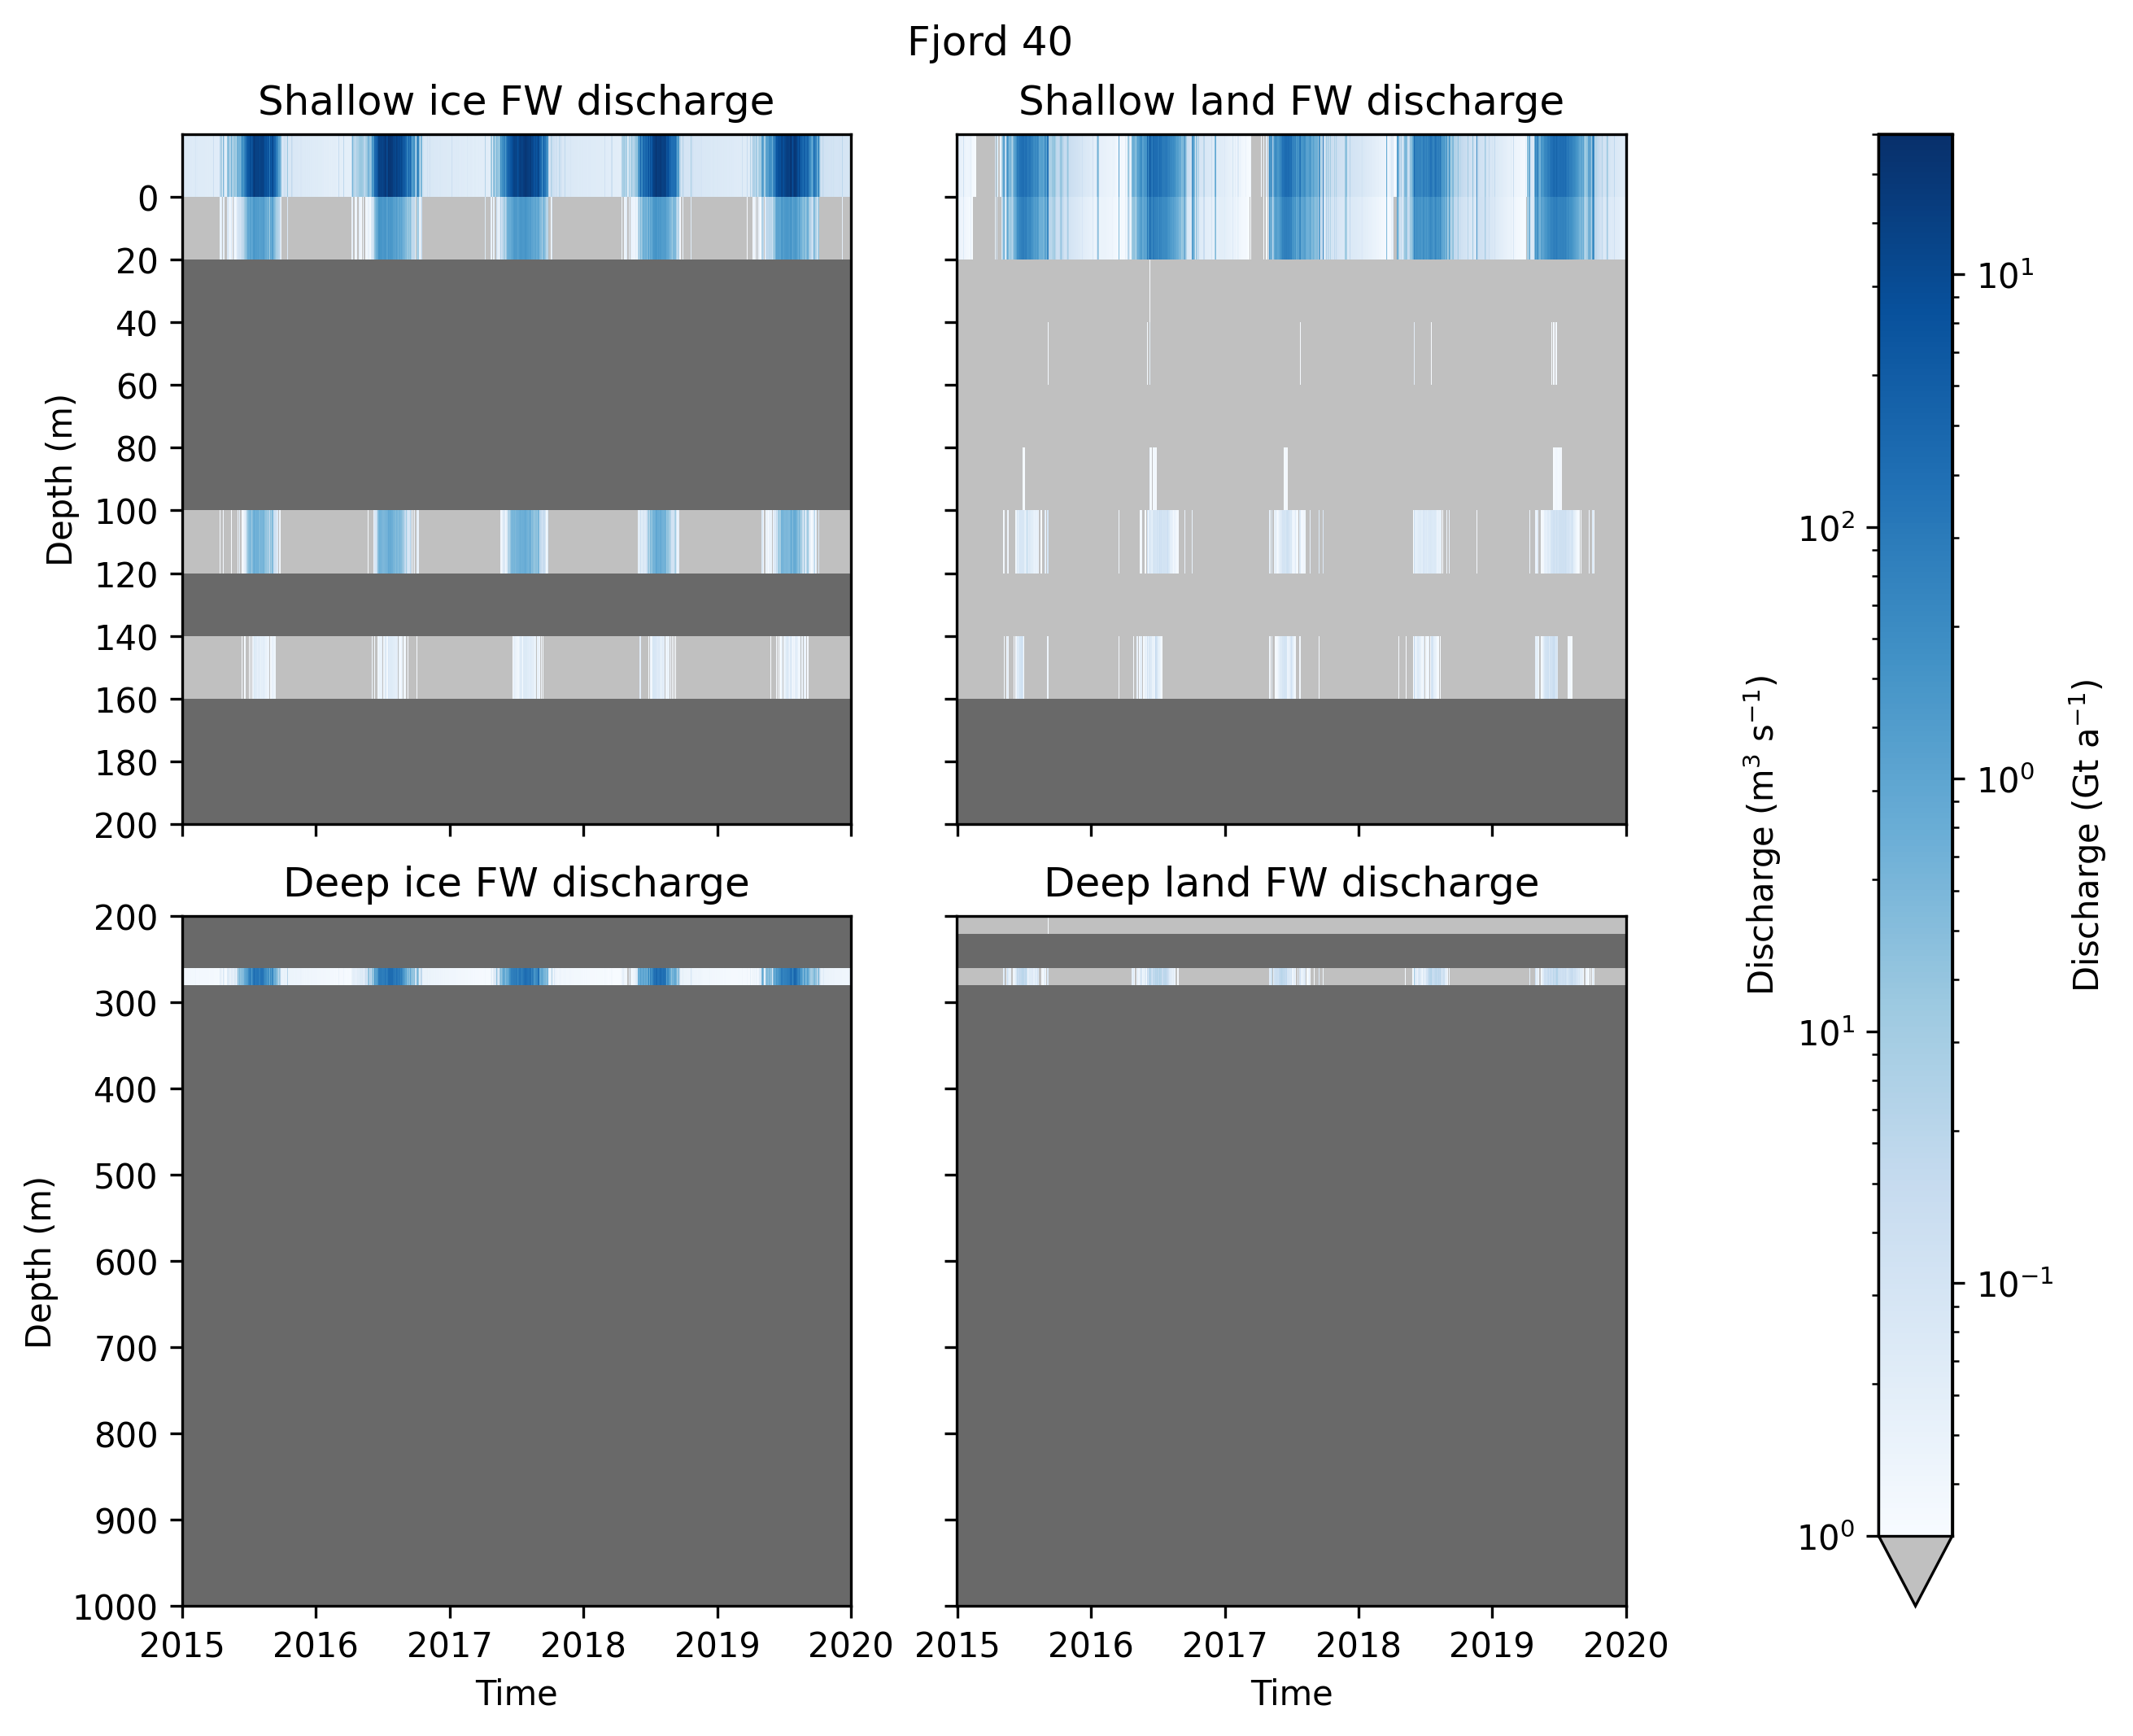 Fjord 40
Shallow ice FW discharge
Shallow land FW discharge
0
20
40
60
80
100
120
140
160
180
200
Depth (m)
Deep ice FW discharge
Deep land FW discharge
200
300
400
500
600
700
800
900
1000
Depth (m)
2015 2016 2017 2018 2019 2020
2015 2016 2017 2018 2019 2020
Time
Time
Discharge (m³ s⁻¹)
10²
10¹
10⁰
10¹
10⁰
10⁻¹
Discharge (Gt a⁻¹)